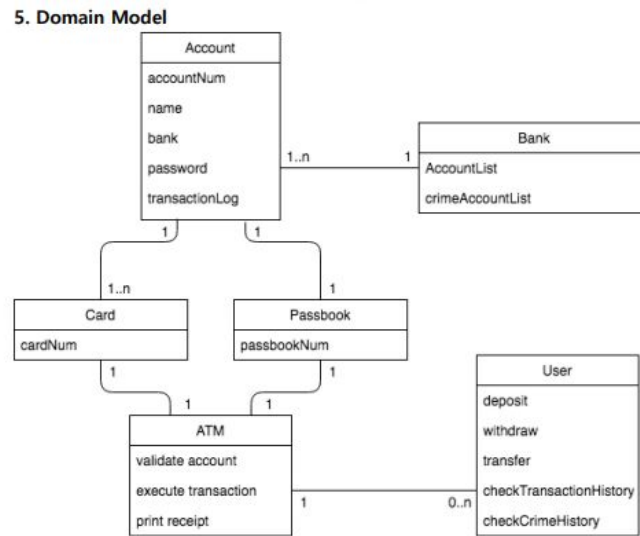 5. Domain Model
Account
accountNum
name
bank
password
transactionLog
1..n
1
Bank
AccountList
crimeAccountList
1
1
1..n
1
Card
cardNum
Passbook
passbookNum
1
1
1
1
ATM
validate account
execute transaction
print receipt
1
0..n
User
deposit
withdraw
transfer
checkTransactionHistory
checkCrimeHistory